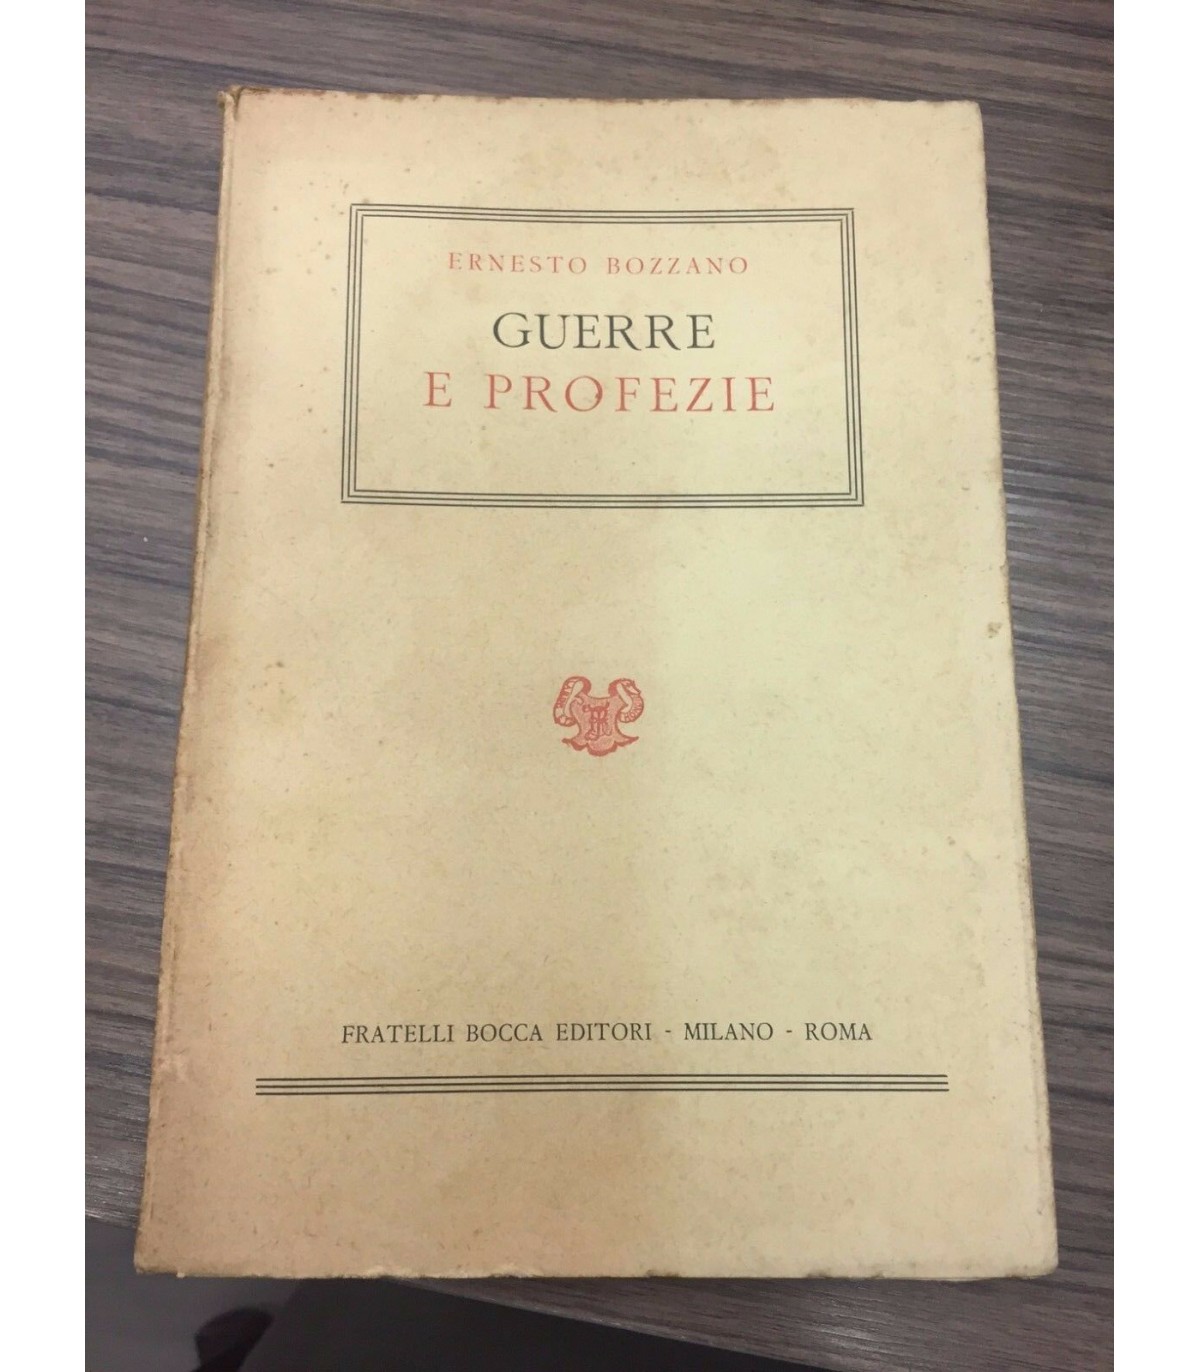 ERNESTO BOZZANO
GUERRE
E PROFEZIE
FRATELLI BOCCA EDITORI - MILANO - ROMA